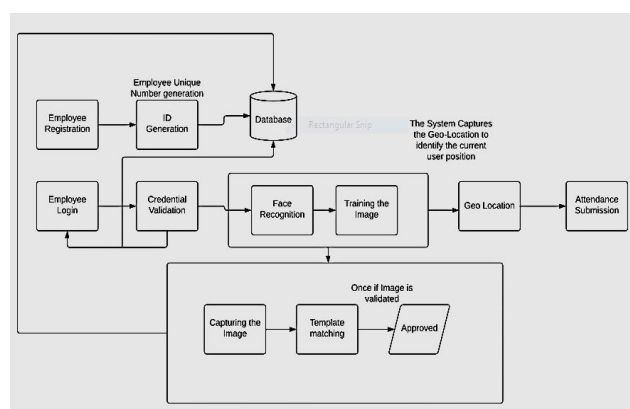 Employee Unique
Number generation
Employee
Registration
ID
Generation
Database
Rectangular Snip
The System Captures
the Geo-Location to
identify the current
user position
Employee
Login
Credential
Validation
Face
Recognition
Training the
Image
Geo Location
Attendance
Submission
Once if Image is
validated
Capturing the
Image
Template
matching
Approved